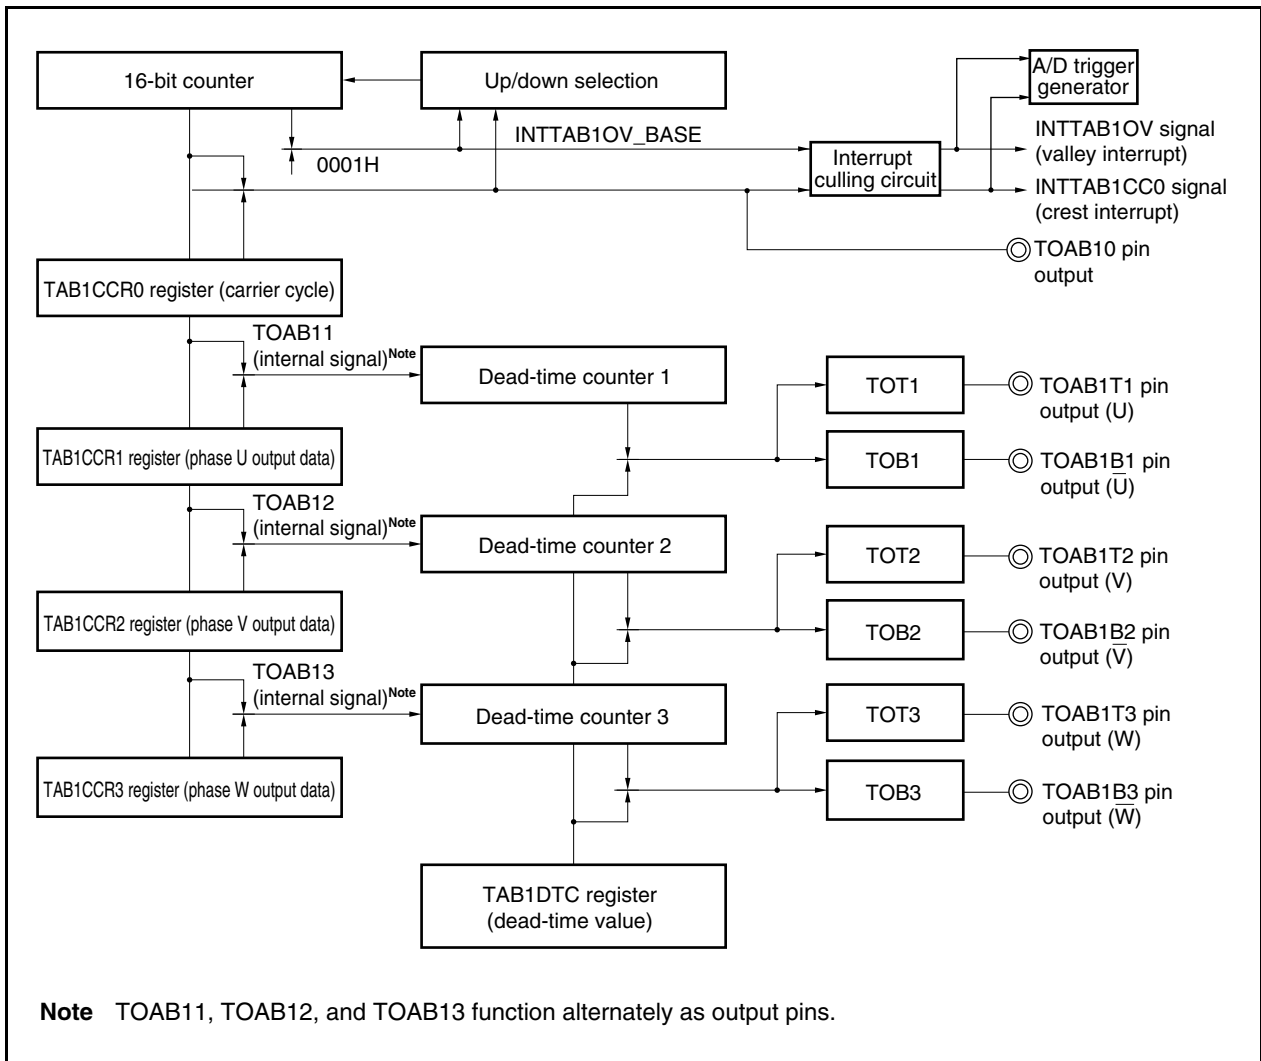 16-bit counter
Up/down selection
A/D trigger
generator
INTTAB1OV_BASE
0001H
Interrupt
culling circuit
INTTAB1OV signal
(valley interrupt)
INTTAB1CC0 signal
(crest interrupt)
TOAB10 pin
output
TAB1CCR0 register (carrier cycle)
TOAB11
(internal signal)Note
Dead-time counter 1
TOT1
TOAB1T1 pin
output (U)
TAB1CCR1 register (phase U output data)
TOB1
TOAB1B1 pin
output (U̅)
TOAB12
(internal signal)Note
Dead-time counter 2
TOT2
TOAB1T2 pin
output (V)
TAB1CCR2 register (phase V output data)
TOB2
TOAB1B2 pin
output (V̅)
TOAB13
(internal signal)Note
Dead-time counter 3
TOT3
TOAB1T3 pin
output (W)
TAB1CCR3 register (phase W output data)
TOB3
TOAB1B3 pin
output (W̅)
TAB1DTC register
(dead-time value)
Note TOAB11, TOAB12, and TOAB13 function alternately as output pins.